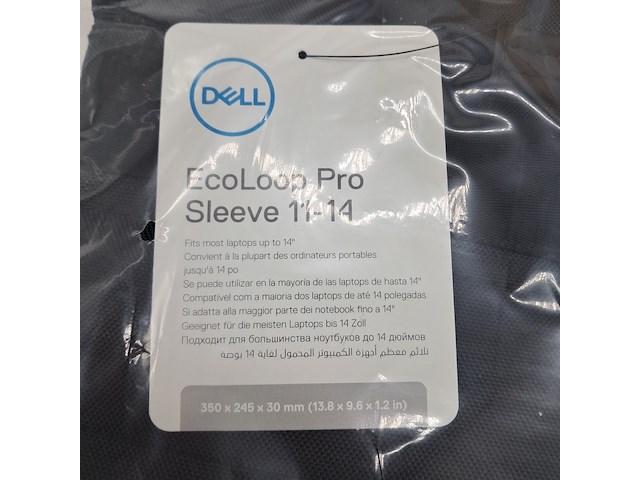 DELL
EcoLoop Pro
Sleeve 11-14
Fits most laptops up to 14"
Convient à la plupart des ordinateurs portables
jusqu'à 14 po
Se puede utilizar en la mayoría de las laptops de hasta 14"
Compatível com a maioria dos laptops de até 14 polegadas
Si adatta alla maggior parte dei notebook fino a 14"
Geeignet für die meisten Laptops bis 14 Zoll
Подходит для большинства ноутбуков до 14 дюймов
تلائم معظم أجهزة الكمبيوتر المحمول لغاية 14 بوصة
350 x 245 x 30 mm (13.8 x 9.6 x 1.2 in)